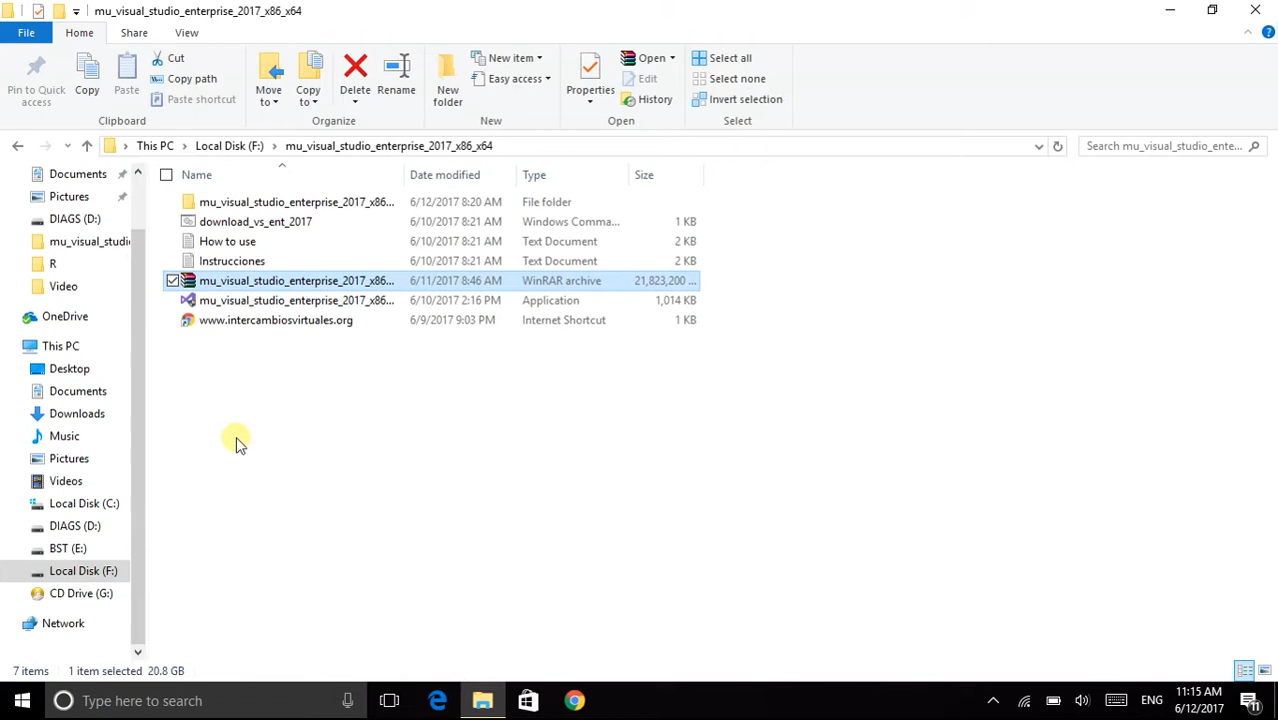 mu_visual_studio_enterprise_2017_x86_x64
File Home Share View
Pin to Quick access
Copy
Paste
Cut
Copy path
Paste shortcut
Clipboard
Move to
Copy to
Delete
Rename
Organize
New folder
New item
Easy access
New
Properties
Open
Edit
History
Open
Select all
Select none
Invert selection
Select
This PC Local Disk (F:) mu_visual_studio_enterprise_2017_x86_x64
Search mu_visual_studio_ente...
Documents
Pictures
DIAGS (D:)
mu_visual_studi
R
Video
OneDrive
This PC
Desktop
Documents
Downloads
Music
Pictures
Videos
Local Disk (C:)
DIAGS (D:)
BST (E:)
Local Disk (F:)
CD Drive (G:)
Network
Name Date modified Type Size
mu_visual_studio_enterprise_2017_x86... 6/12/2017 8:20 AM File folder
download_vs_ent_2017 6/10/2017 8:21 AM Windows Comma... 1 KB
How to use 6/10/2017 8:21 AM Text Document 2 KB
Instrucciones 6/10/2017 8:21 AM Text Document 2 KB
mu_visual_studio_enterprise_2017_x86... 6/11/2017 8:46 AM WinRAR archive 21,823,200 ...
mu_visual_studio_enterprise_2017_x86... 6/10/2017 2:16 PM Application 1,014 KB
www.intercambiosvirtuales.org 6/9/2017 9:03 PM Internet Shortcut 1 KB
7 items 1 item selected 20.8 GB
Type here to search
ENG
11:15 AM
6/12/2017
11